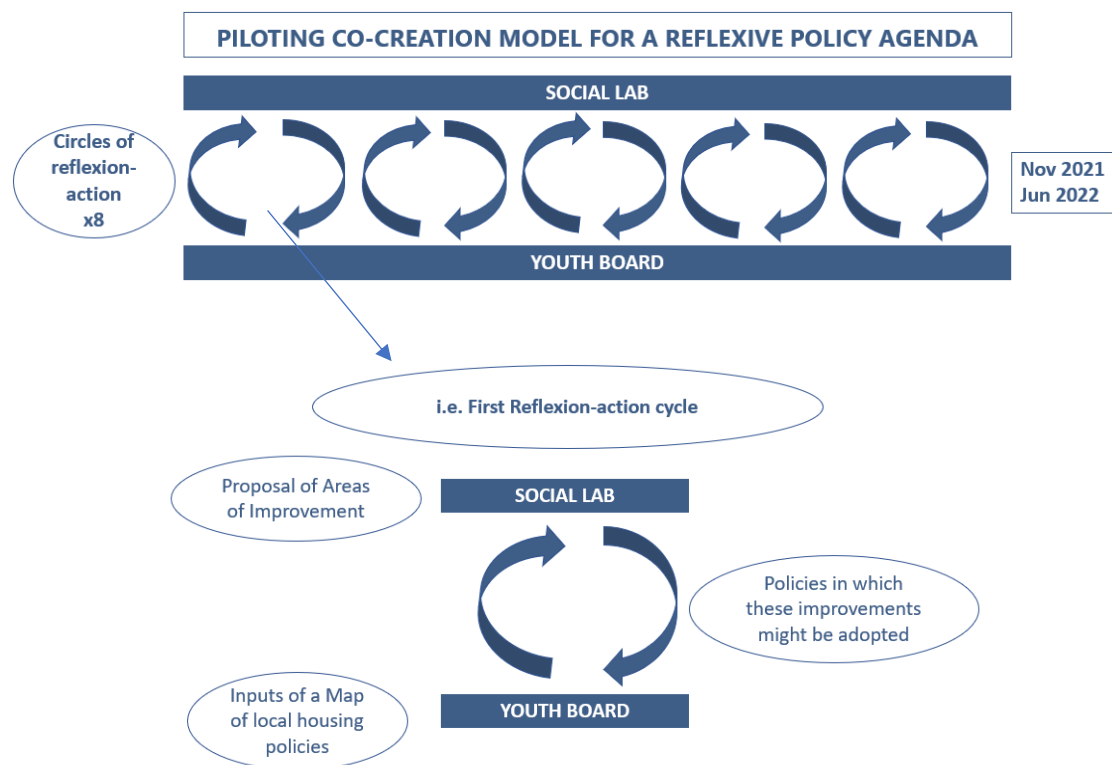 PILOTING CO-CREATION MODEL FOR A REFLEXIVE POLICY AGENDA
SOCIAL LAB
Circles of
reflexion-
action
x8
Nov 2021
Jun 2022
YOUTH BOARD
i.e. First Reflexion-action cycle
Proposal of Areas
of Improvement
SOCIAL LAB
Policies in which
these improvements
might be adopted
Inputs of a Map
of local housing
policies
YOUTH BOARD